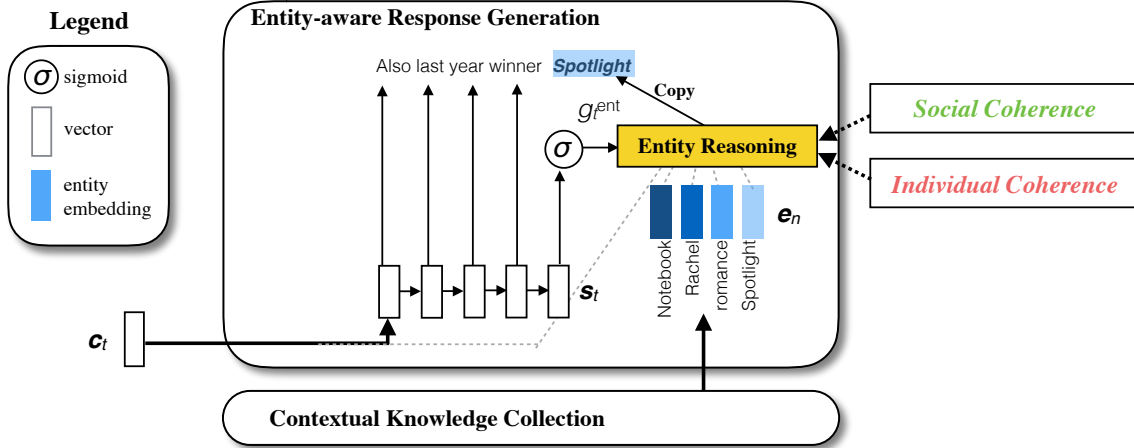 Legend
σ sigmoid
vector
entity
embedding
Entity-aware Response Generation
Also last year winner Spotlight
Copy
g_t^ent
σ
Entity Reasoning
Social Coherence
Individual Coherence
e_n
Notebook
Rachel
romance
Spotlight
s_t
c_t
Contextual Knowledge Collection